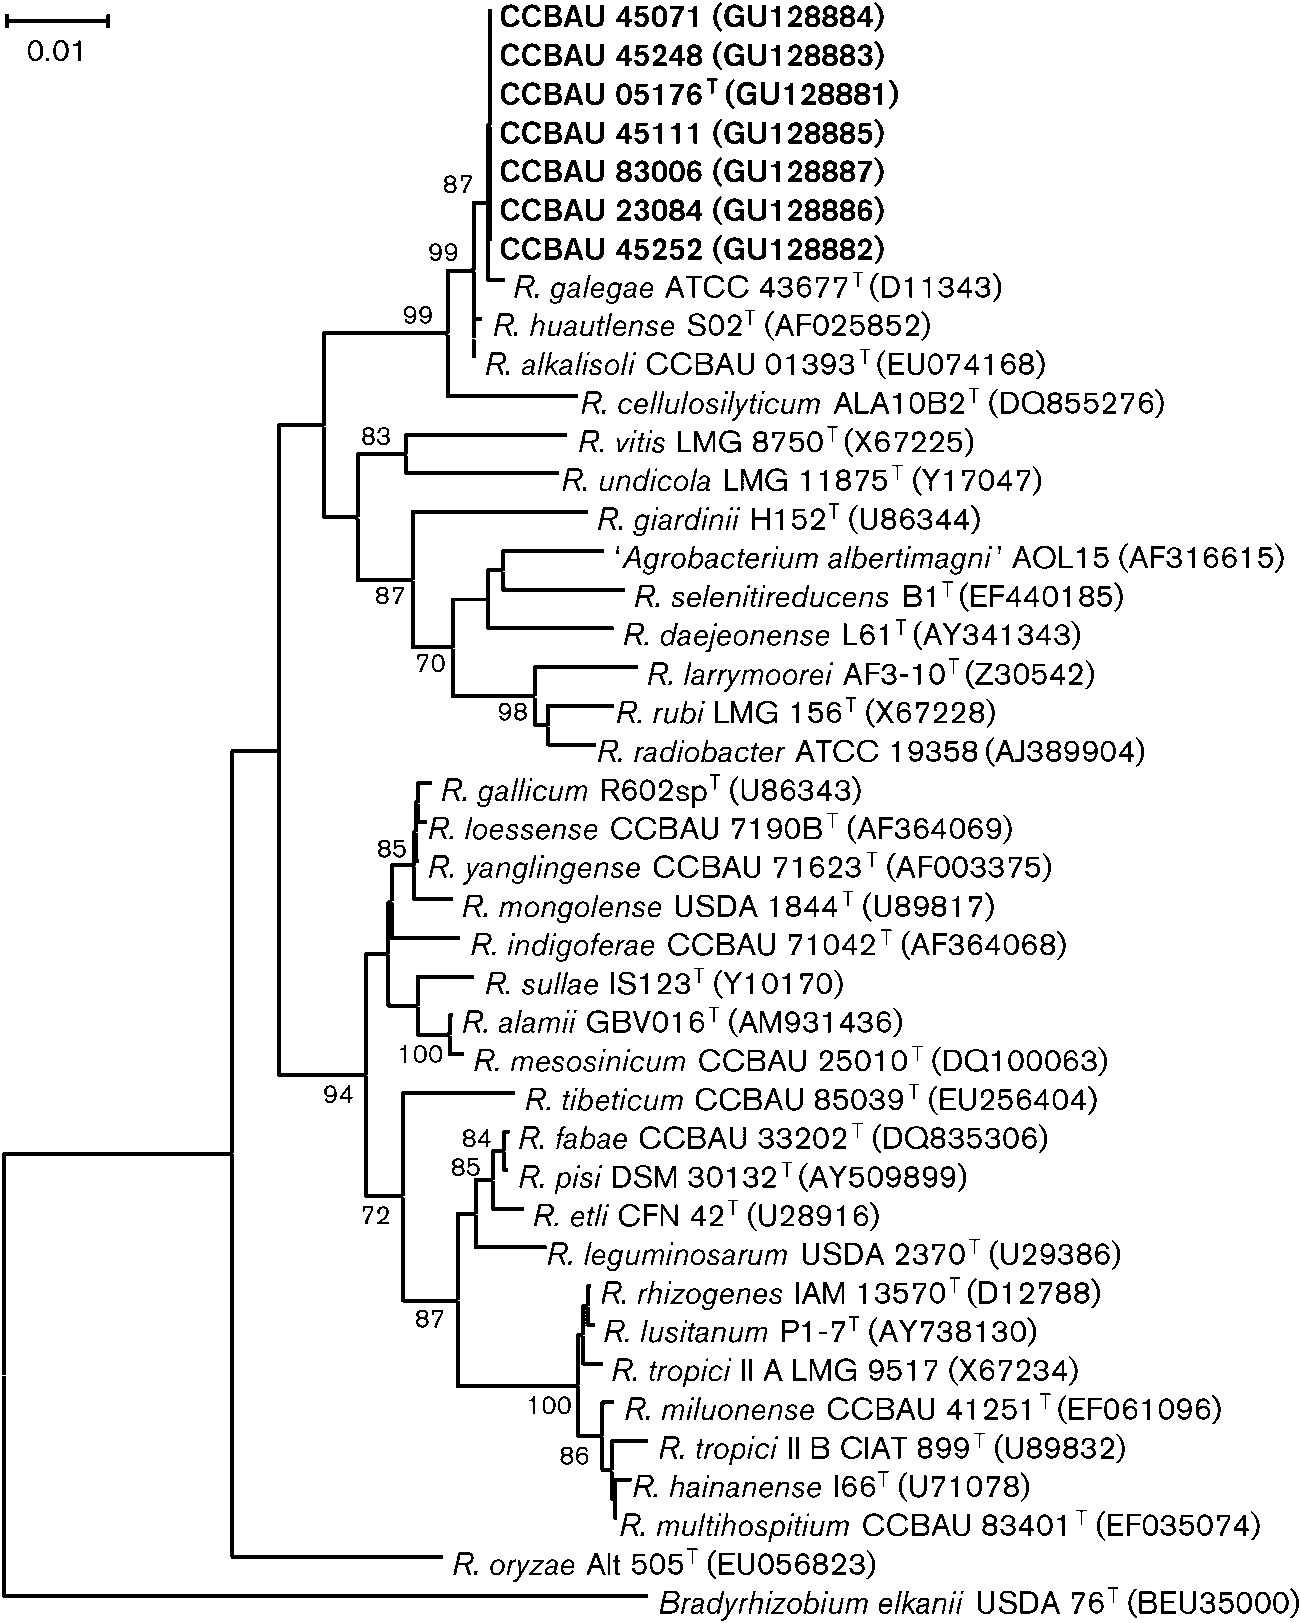 CCBAU 45071 (GU128884)
0.01
CCBAU 45248 (GU128883)
CCBAU 05176T (GU128881)
CCBAU 45111 (GU128885)
CCBAU 83006 (GU128887)
87
CCBAU 23084 (GU128886)
CCBAU 45252 (GU128882)
99
R. galegae ATCC 43677T (D11343)
99
R. huautlense S02T (AF025852)
R. alkalisoli CCBAU 01393T (EU074168)
R. cellulosilyticum ALA10B2T (DQ855276)
83
R. vitis LMG 8750T (X67225)
R. undicola LMG 11875T (Y17047)
R. giardinii H152T (U86344)
'Agrobacterium albertimagni' AOL15 (AF316615)
87
R. selenitireducens B1T (EF440185)
R. daejeonense L61T (AY341343)
70
R. larrymoorei AF3-10T (Z30542)
98
R. rubi LMG 156T (X67228)
R. radiobacter ATCC 19358 (AJ389904)
R. gallicum R602spT (U86343)
R. loessense CCBAU 7190BT (AF364069)
85
R. yanglingense CCBAU 71623T (AF003375)
R. mongolense USDA 1844T (U89817)
R. indigoferae CCBAU 71042T (AF364068)
R. sullae IS123T (Y10170)
R. alamii GBV016T (AM931436)
100
R. mesosinicum CCBAU 25010T (DQ100063)
94
R. tibeticum CCBAU 85039T (EU256404)
84
R. fabae CCBAU 33202T (DQ835306)
85
R. pisi DSM 30132T (AY509899)
72
R. etli CFN 42T (U28916)
R. leguminosarum USDA 2370T (U29386)
R. rhizogenes IAM 13570T (D12788)
87
R. lusitanum P1-7T (AY738130)
R. tropici II A LMG 9517 (X67234)
100
R. miluonense CCBAU 41251T (EF061096)
86
R. tropici II B CIAT 899T (U89832)
R. hainanense I66T (U71078)
R. multihospitium CCBAU 83401T (EF035074)
R. oryzae Alt 505T (EU056823)
Bradyrhizobium elkanii USDA 76T (BEU35000)